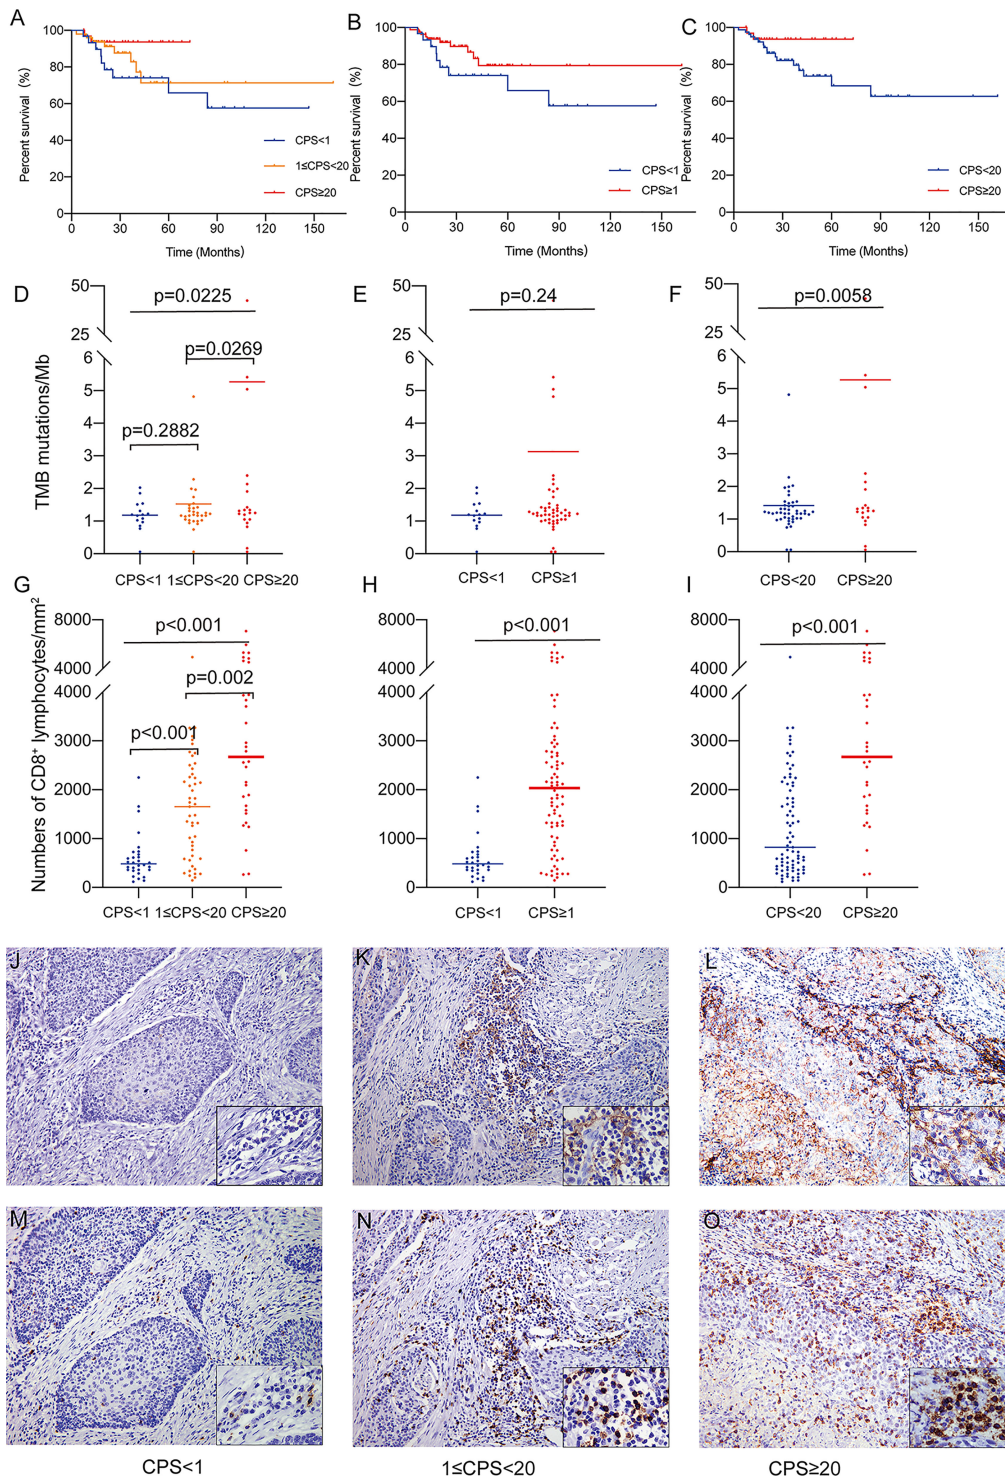 A
100
80
60
40
20
0
Percent survival (%)
0 30 60 90 120 150
Time (Months)
CPS<1
1≤CPS<20
CPS≥20
B
100
80
60
40
20
0
Percent survival (%)
0 30 60 90 120 150
Time (Months)
CPS<1
CPS≥1
C
100
80
60
40
20
0
Percent survival (%)
0 30 60 90 120 150
Time (Months)
CPS<20
CPS≥20
D
TMB mutations/Mb
50
25
6
5
4
3
2
1
0
p=0.0225
p=0.0269
p=0.2882
CPS<1 1≤CPS<20 CPS≥20
E
50
25
6
5
4
3
2
1
0
p=0.24
CPS<1 CPS≥1
F
50
25
6
5
4
3
2
1
0
p=0.0058
CPS<20 CPS≥20
G
Numbers of CD8⁺ lymphocytes/mm²
8000
4000
4000
3000
2000
1000
0
p<0.001
p=0.002
p<0.001
CPS<1 1≤CPS<20 CPS≥20
H
8000
4000
4000
3000
2000
1000
0
p<0.001
CPS<1 CPS≥1
I
8000
4000
4000
3000
2000
1000
0
p<0.001
CPS<20 CPS≥20
J
K
L
M
N
O
CPS<1
1≤CPS<20
CPS≥20